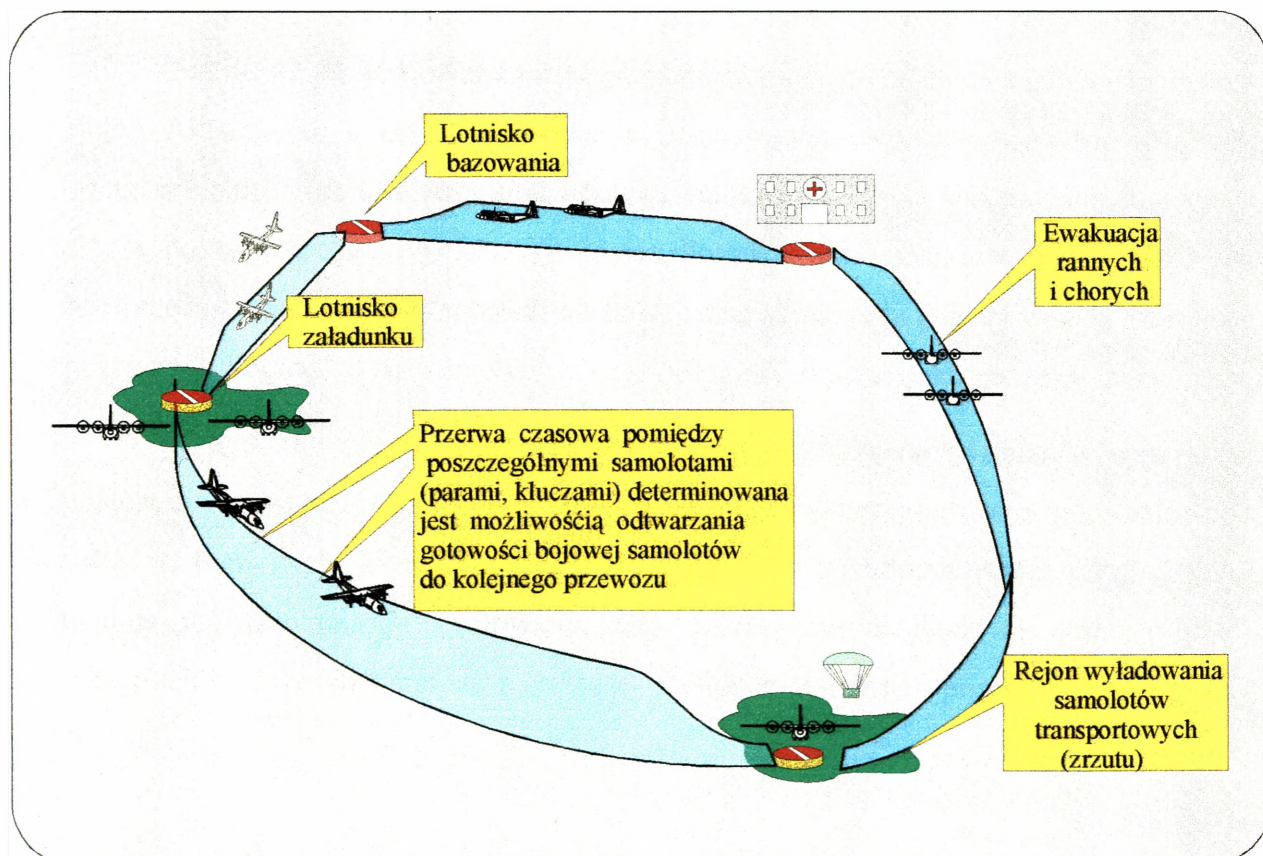 Lotnisko
bazowania
Ewakuacja
rannych
i chorych
Lotnisko
załadunku
Przerwa czasowa pomiędzy
poszczególnymi samolotami
(parami, kluczami) determinowana
jest możliwośćią odtwarzania
gotowości bojowej samolotów
do kolejnego przewozu
Rejon wyładowania
samolotów
transportowych
(zrzutu)